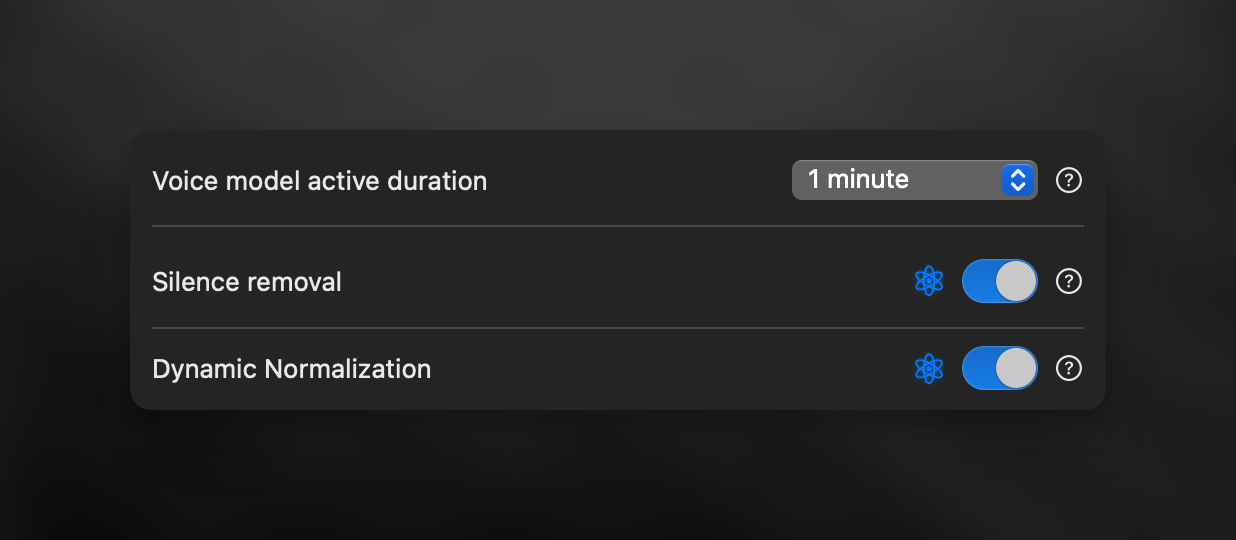 Voice model active duration 1 minute ?
Silence removal ?
Dynamic Normalization ?